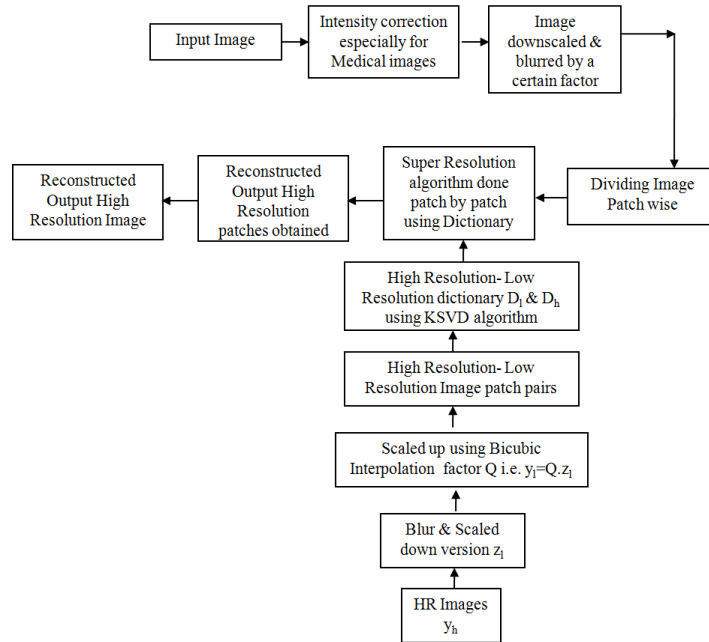 Input Image
Intensity correction
especially for
Medical images
Image
downscaled &
blurred by a
certain factor
Dividing Image
Patch wise
Super Resolution
algorithm done
patch by patch
using Dictionary
Reconstructed
Output High
Resolution
patches obtained
Reconstructed
Output High
Resolution Image
High Resolution- Low
Resolution dictionary Dl & Dh
using KSVD algorithm
High Resolution- Low
Resolution Image patch pairs
Scaled up using Bicubic
Interpolation factor Q i.e. yl=Q.zl
Blur & Scaled
down version zl
HR Images
yh